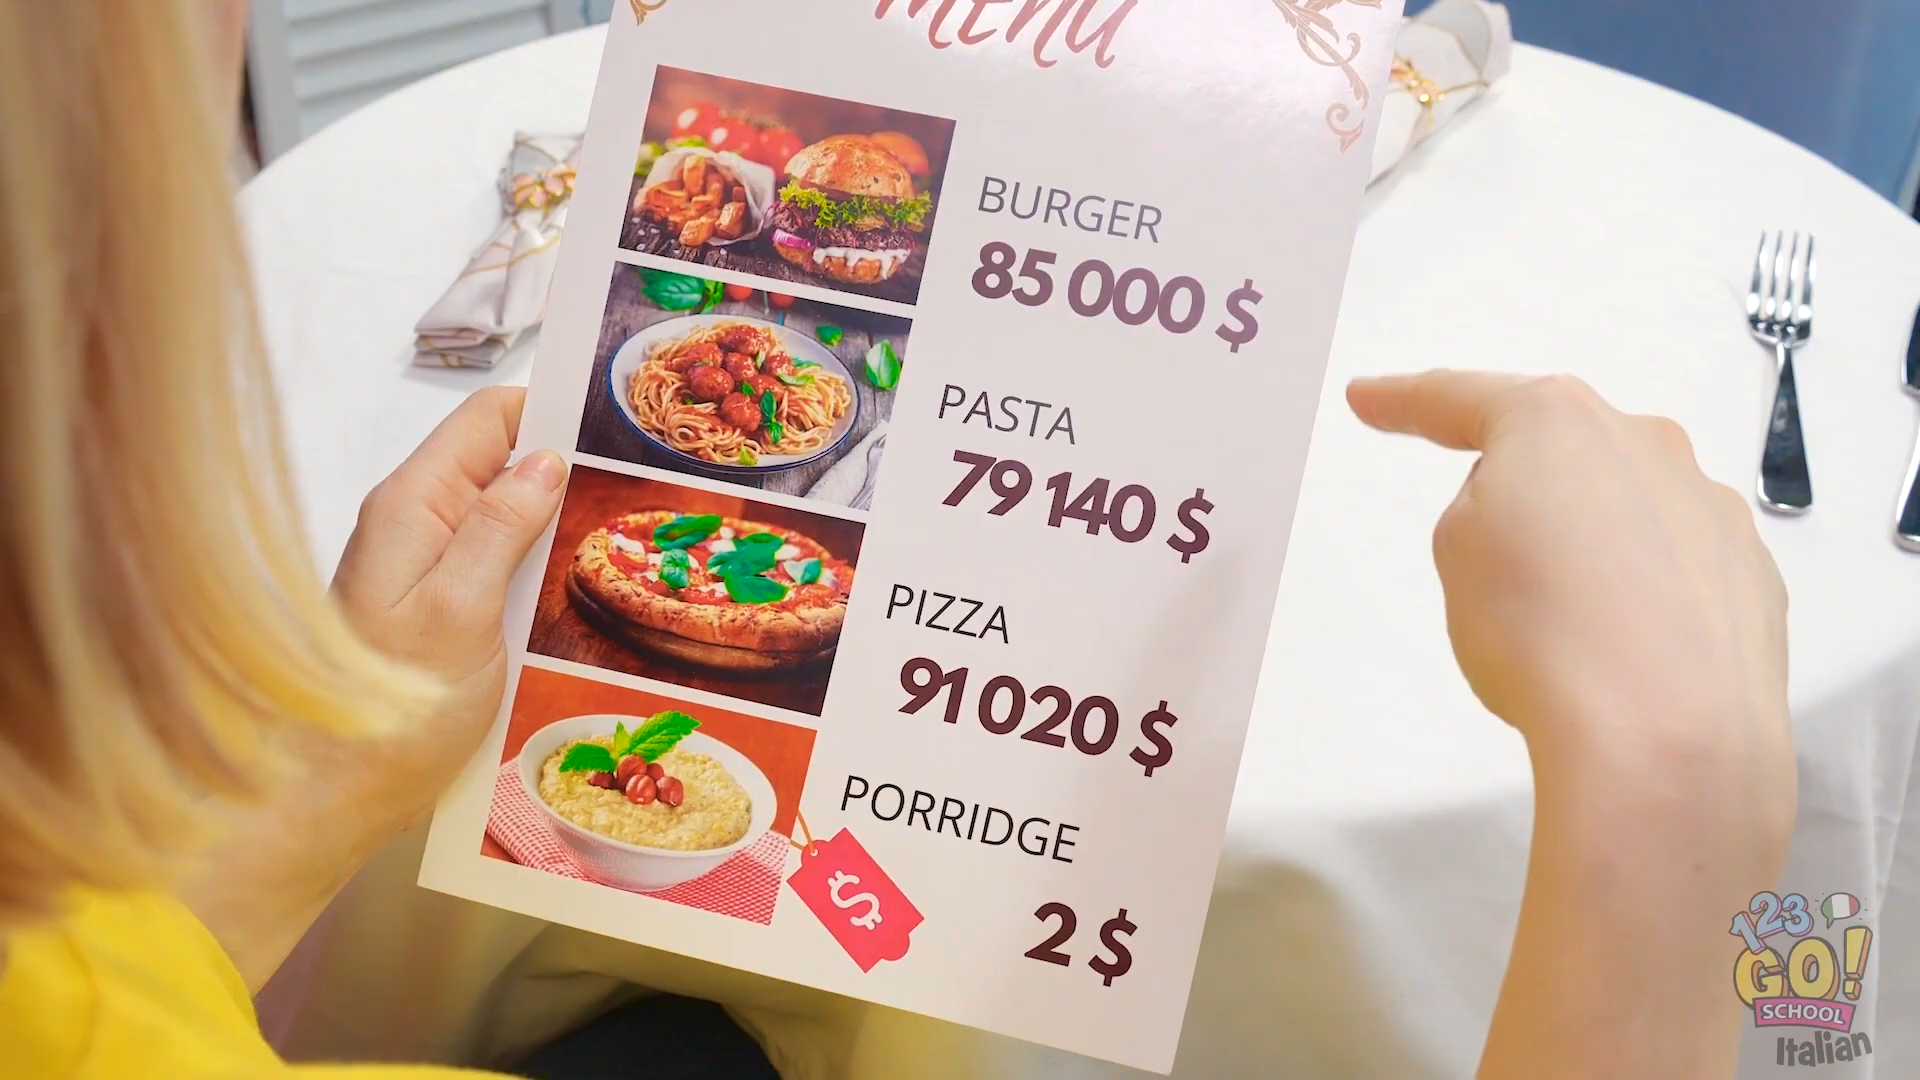 MENU
BURGER
85 000 $
PASTA
79 140 $
PIZZA
91 020 $
PORRIDGE
2 $
$
123
GO!
SCHOOL
Italian